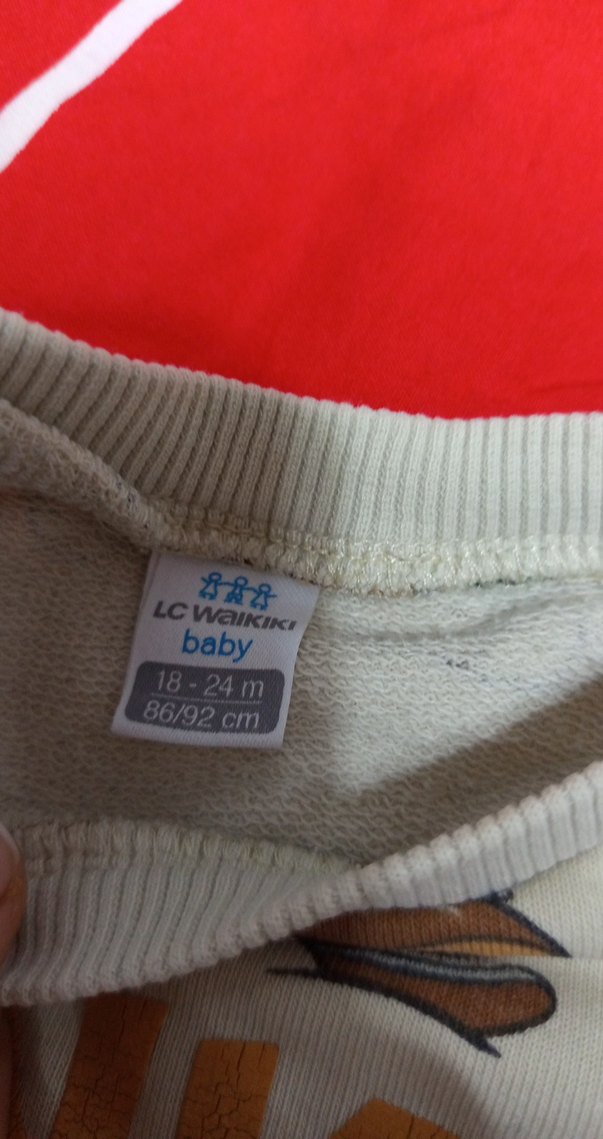 LC Waikiki
baby
18 - 24 m
86/92 cm